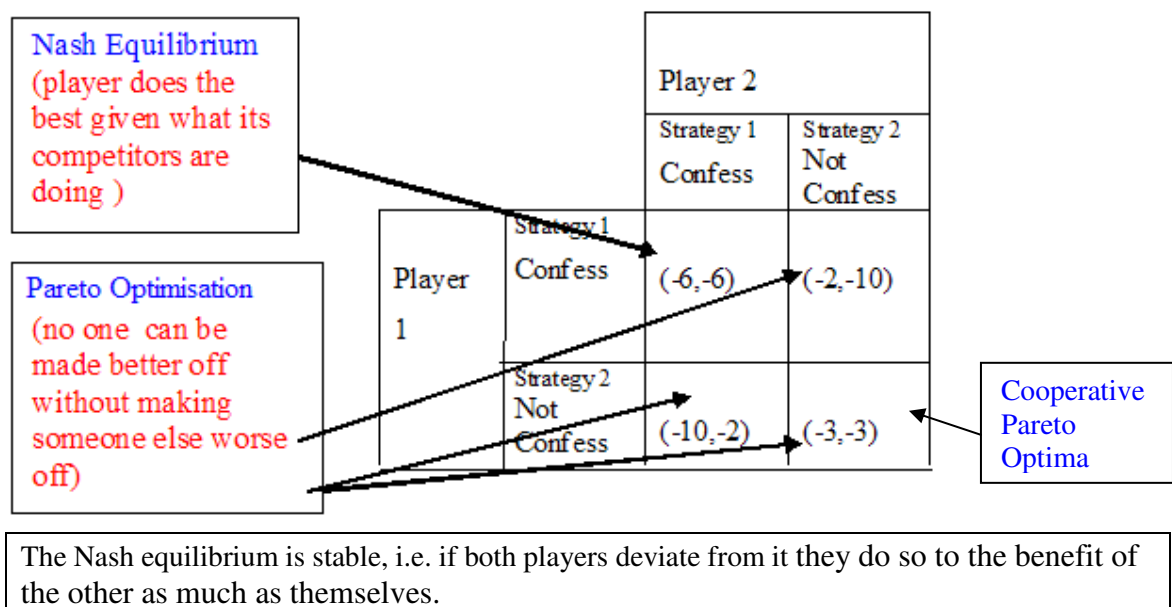 Nash Equilibrium
(player does the
best given what its
competitors are
doing )
Pareto Optimisation
(no one can be
made better off
without making
someone else worse
off)
Player 2
Strategy 1
Confess
Strategy 2
Not
Confess
Player
1
Strategy 1
Confess
(-6,-6)
(-2,-10)
Strategy 2
Not
Confess
(-10,-2)
(-3,-3)
Cooperative
Pareto
Optima
The Nash equilibrium is stable, i.e. if both players deviate from it they do so to the benefit of
the other as much as themselves.